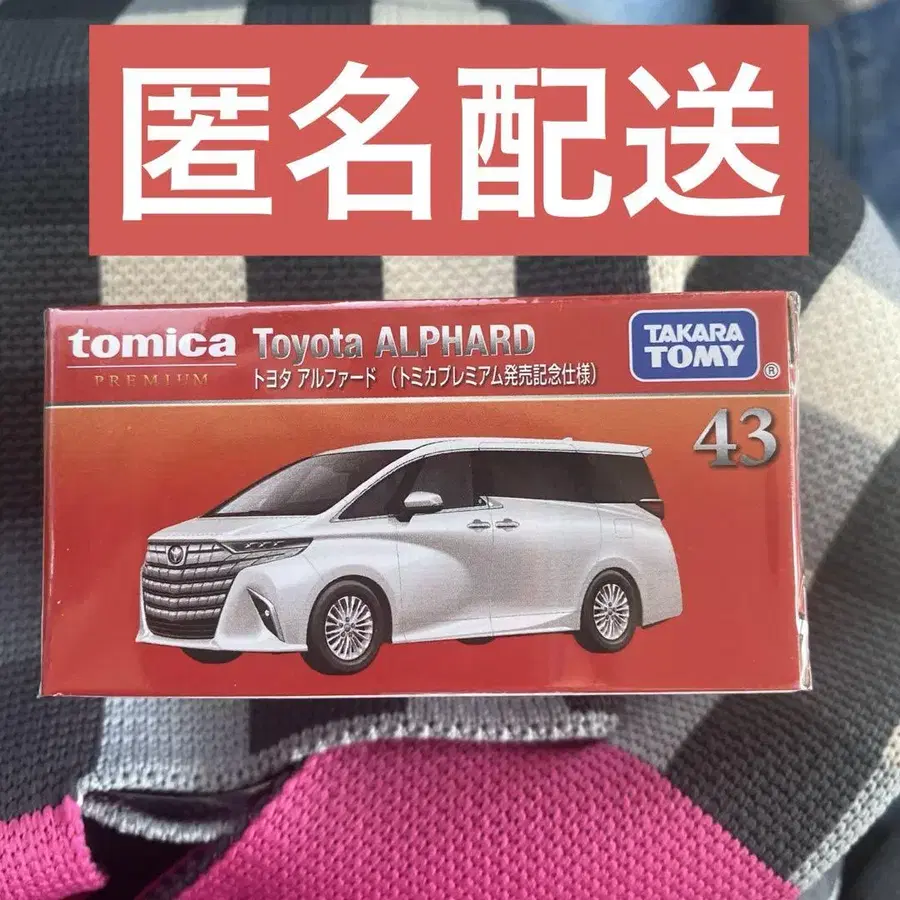 匿名配送
tomica
PREMIUM
Toyota ALPHARD
トヨタ アルファード (トミカプレミアム発売記念仕様)
TAKARA
TOMY
®
43